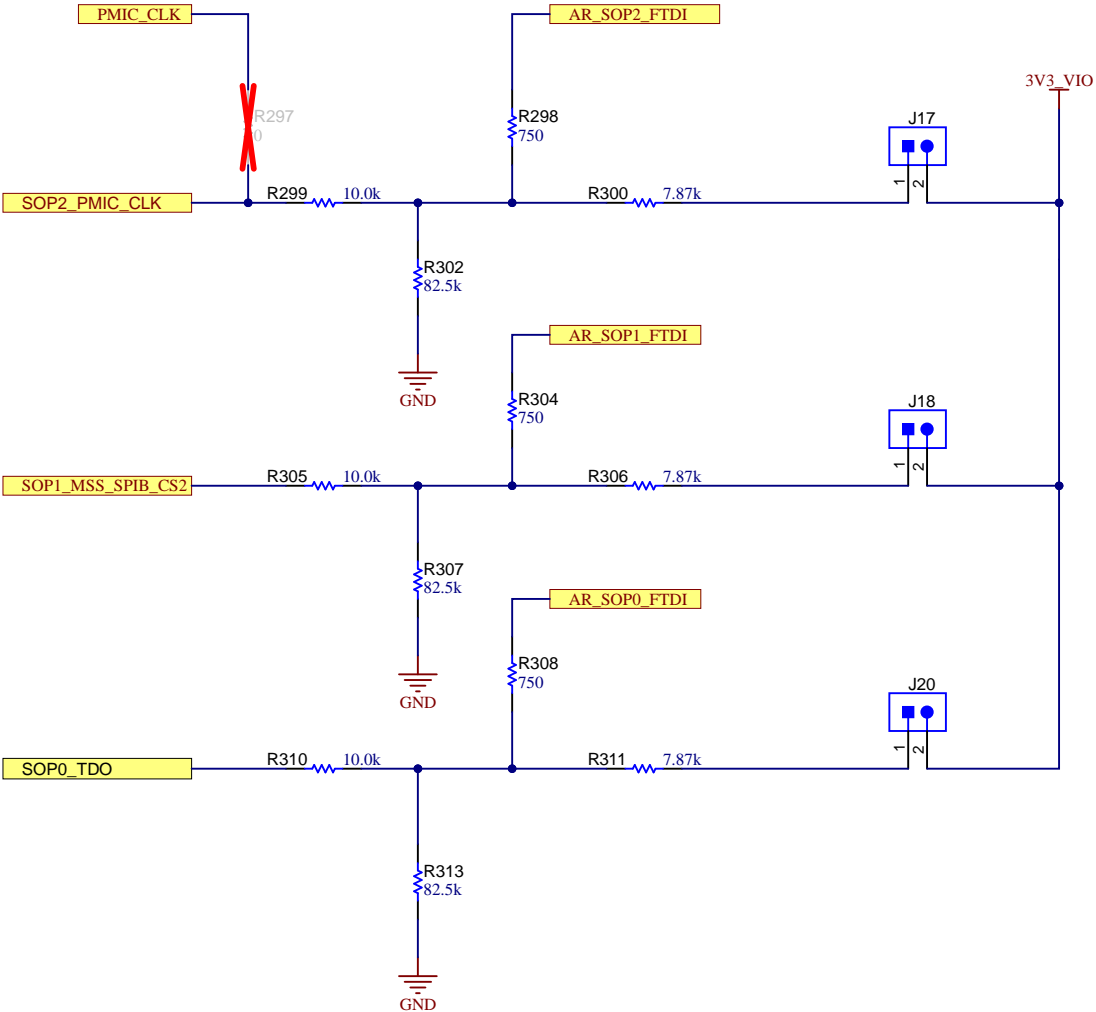 PMIC_CLK
AR_SOP2_FTDI
3V3_VIO
R297
0
R298
750
J17
1
2
SOP2_PMIC_CLK
R299
10.0k
R300
7.87k
R302
82.5k
GND
AR_SOP1_FTDI
R304
750
J18
1
2
SOP1_MSS_SPIB_CS2
R305
10.0k
R306
7.87k
R307
82.5k
GND
AR_SOP0_FTDI
R308
750
J20
1
2
SOP0_TDO
R310
10.0k
R311
7.87k
R313
82.5k
GND